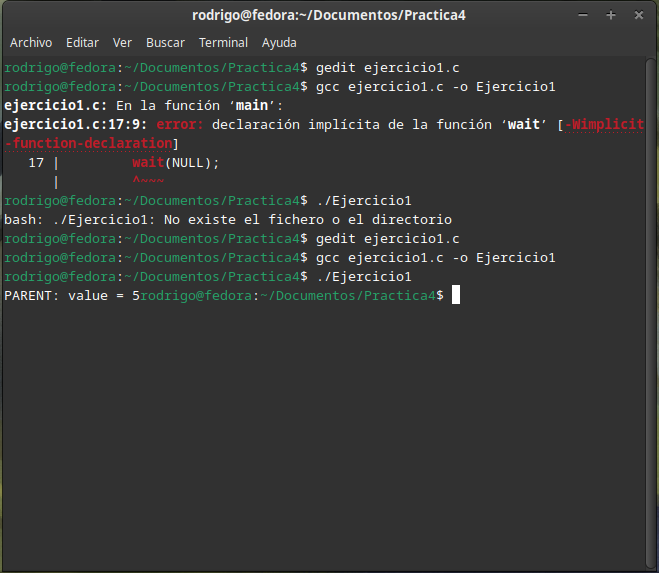 rodrigo@fedora:~/Documentos/Practica4
Archivo Editar Ver Buscar Terminal Ayuda
rodrigo@fedora:~/Documentos/Practica4$ gedit ejercicio1.c
rodrigo@fedora:~/Documentos/Practica4$ gcc ejercicio1.c -o Ejercicio1
ejercicio1.c: En la función ‘main’:
ejercicio1.c:17:9: error: declaración implícita de la función ‘wait’ [-Wimplicit
-function-declaration]
   17 |         wait(NULL);
      |         ^~~~
rodrigo@fedora:~/Documentos/Practica4$ ./Ejercicio1
bash: ./Ejercicio1: No existe el fichero o el directorio
rodrigo@fedora:~/Documentos/Practica4$ gedit ejercicio1.c
rodrigo@fedora:~/Documentos/Practica4$ gcc ejercicio1.c -o Ejercicio1
rodrigo@fedora:~/Documentos/Practica4$ ./Ejercicio1
PARENT: value = 5rodrigo@fedora:~/Documentos/Practica4$